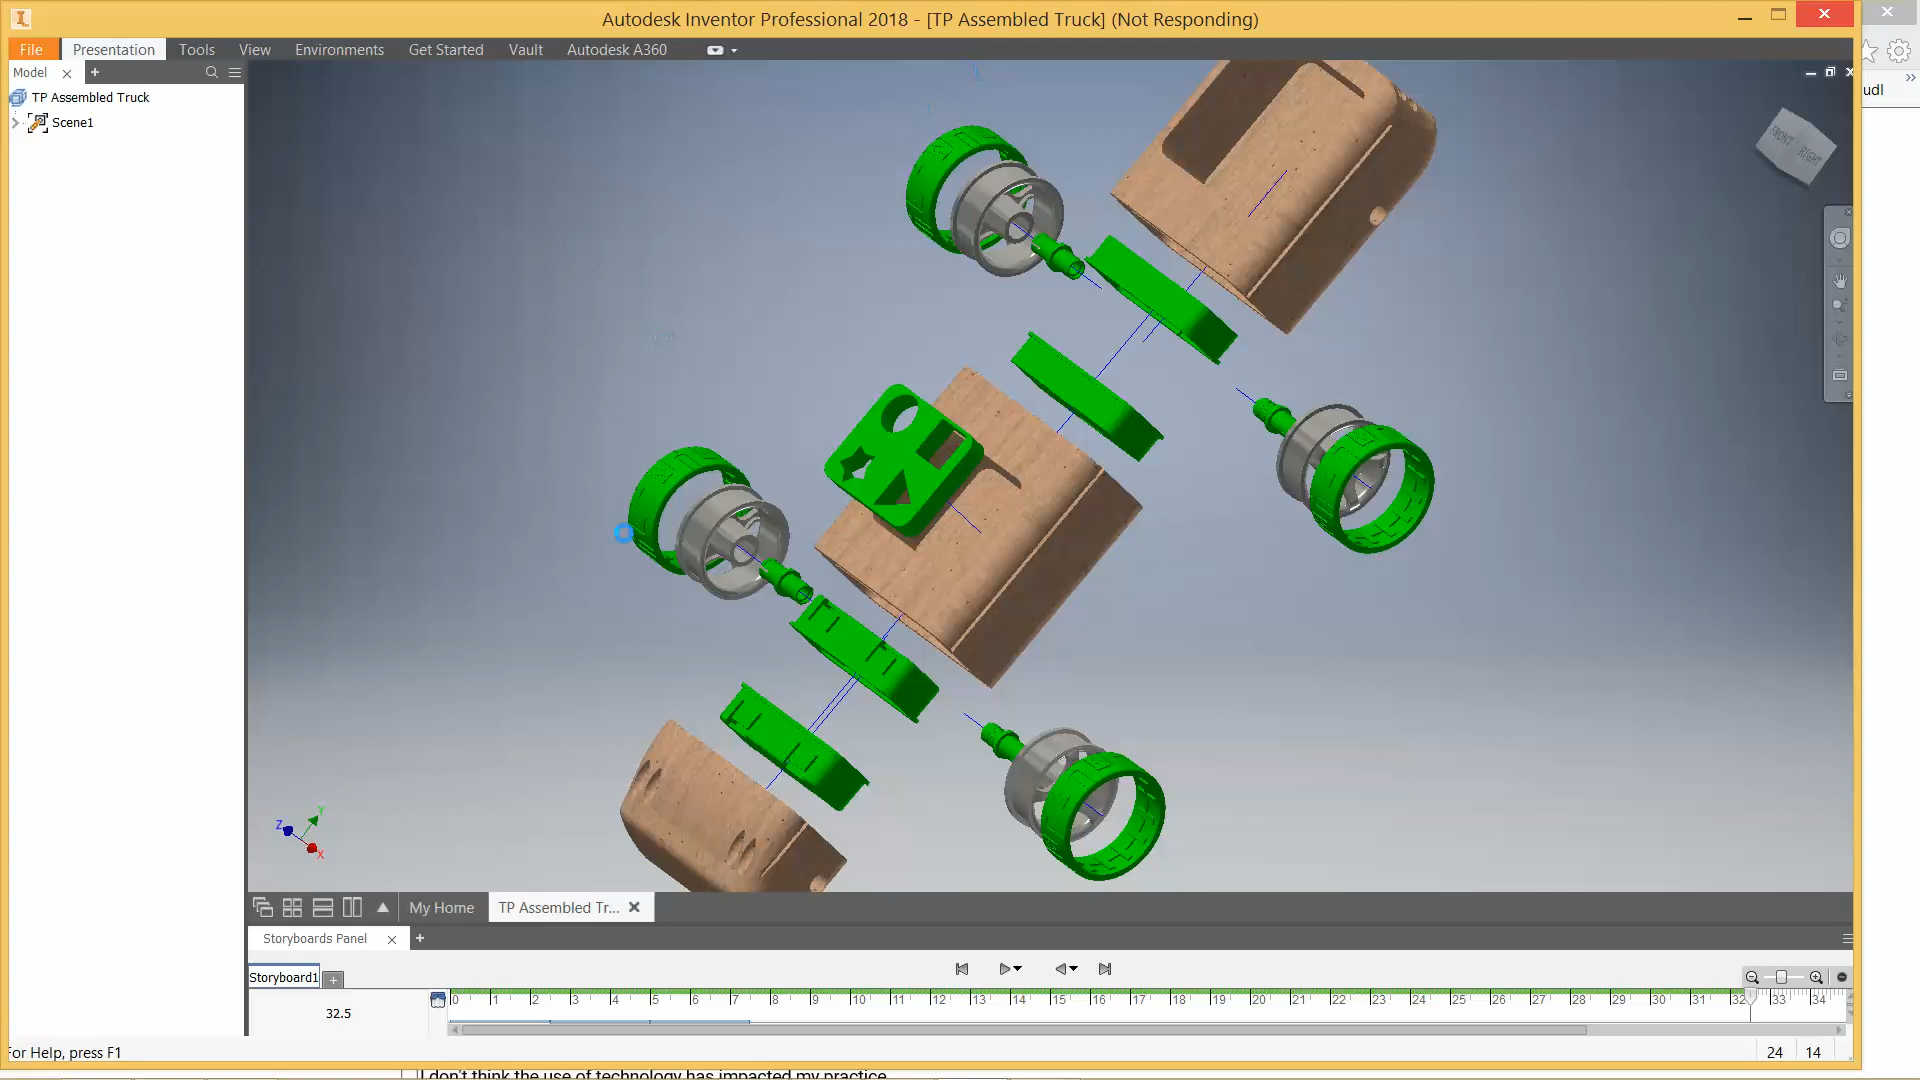 Autodesk Inventor Professional 2018 - [TP Assembled Truck] (Not Responding)
File Presentation Tools View Environments Get Started Vault Autodesk A360
Model
udl
TP Assembled Truck
Scene1
FRONT RIGHT
Y
Z
X
My Home TP Assembled Tr...
Storyboards Panel
Storyboard1
0 1 2 3 4 5 6 7 8 9 10 11 12 13 14 15 16 17 18 19 20 21 22 23 24 25 26 27 28 29 30 31 32 33 34
32.5
For Help, press F1 24 14
I don't think the use of technology has impacted my practice